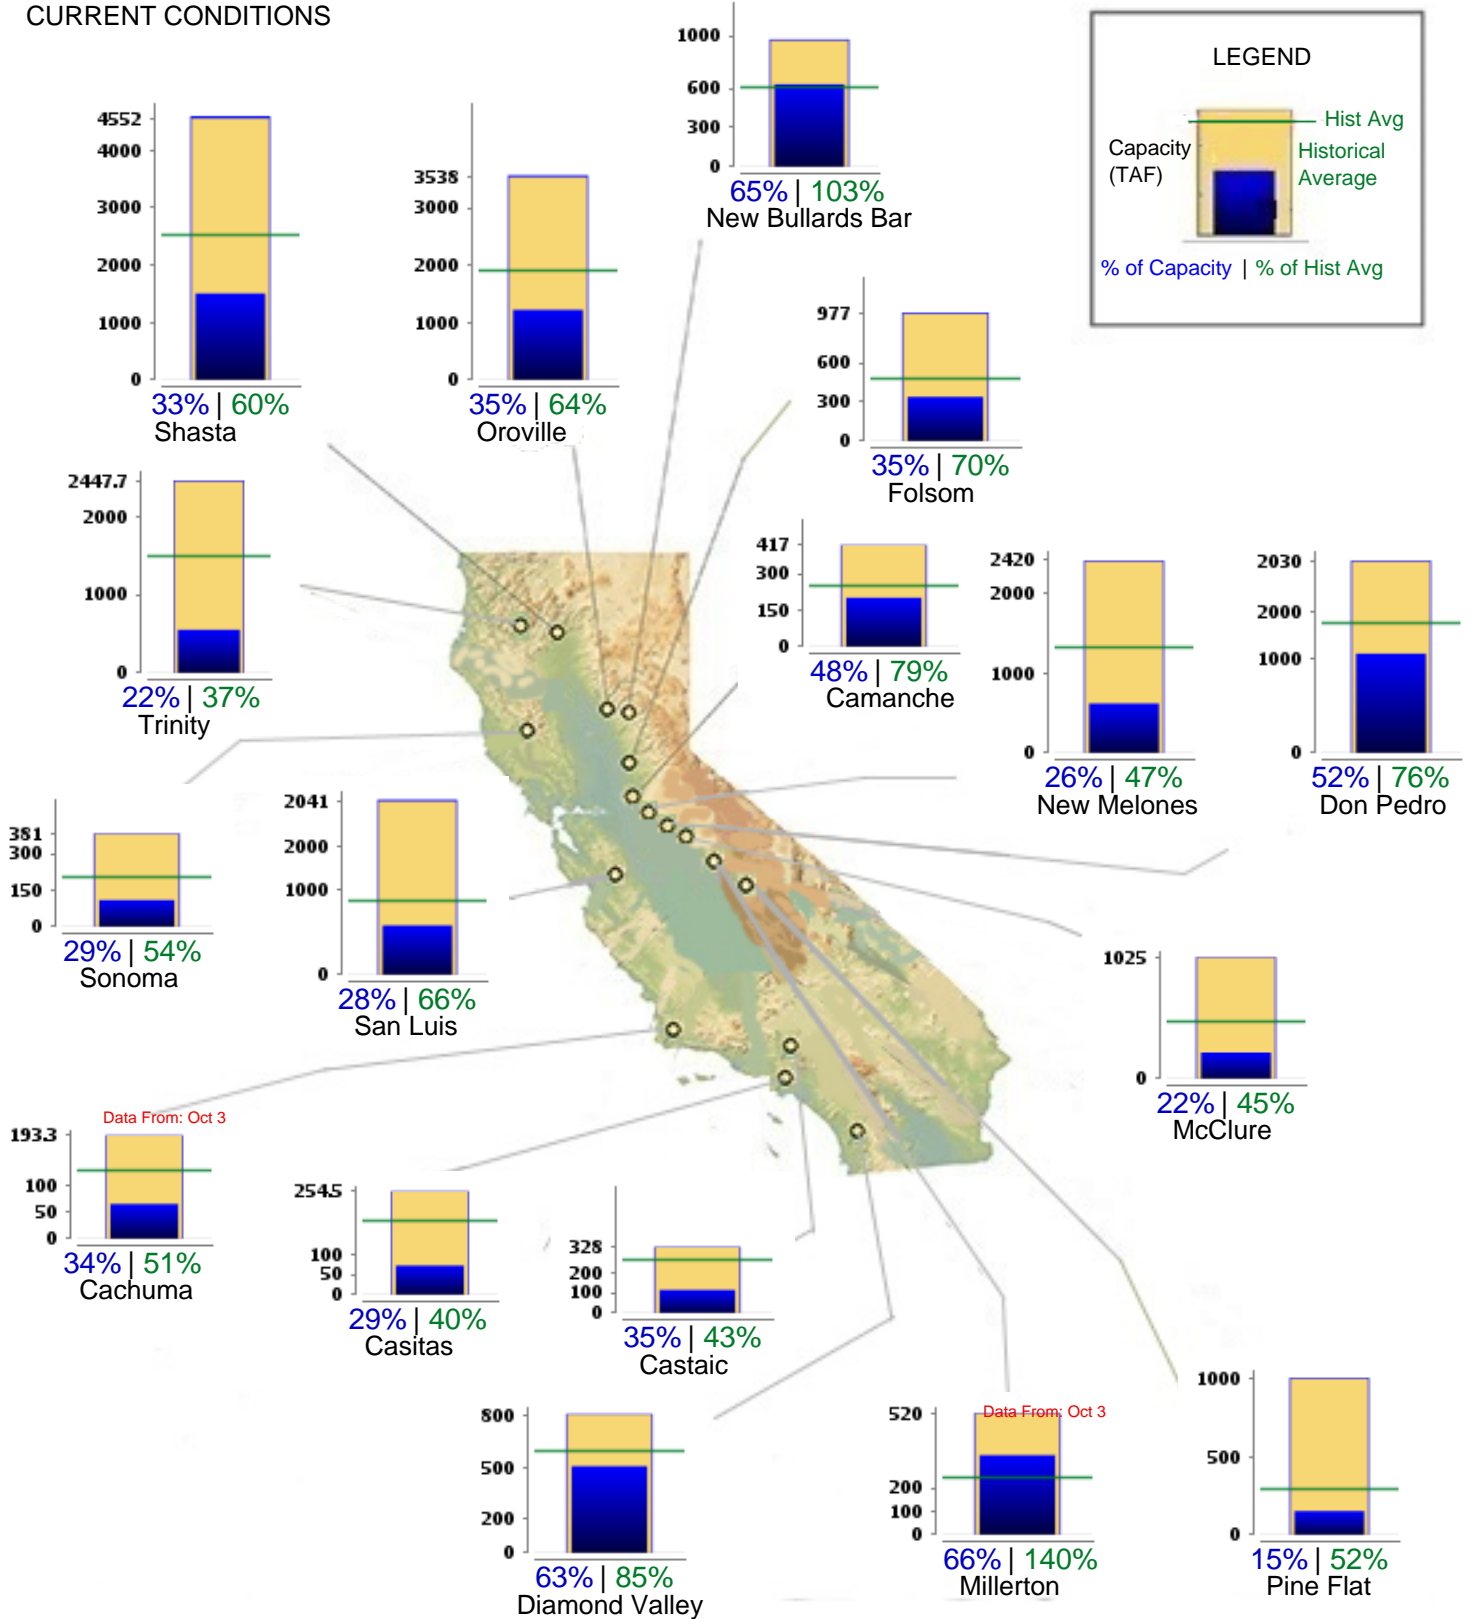 CURRENT CONDITIONS
1000
600
300
0
65% | 103%
New Bullards Bar
LEGEND
Hist Avg
Capacity
(TAF)
Historical
Average
% of Capacity | % of Hist Avg
4552
4000
3000
2000
1000
0
33% | 60%
Shasta
3538
3000
2000
1000
0
35% | 64%
Oroville
977
600
300
0
35% | 70%
Folsom
2447.7
2000
1000
0
22% | 37%
Trinity
417
300
150
0
48% | 79%
Camanche
2420
2000
1000
0
26% | 47%
New Melones
2030
2000
1000
0
52% | 76%
Don Pedro
381
300
150
0
29% | 54%
Sonoma
2041
2000
1000
0
28% | 66%
San Luis
1025
0
22% | 45%
McClure
Data From: Oct 3
193.3
100
50
0
34% | 51%
Cachuma
254.5
100
50
0
29% | 40%
Casitas
328
200
100
0
35% | 43%
Castaic
800
500
200
0
63% | 85%
Diamond Valley
Data From: Oct 3
520
200
100
0
66% | 140%
Millerton
1000
500
0
15% | 52%
Pine Flat